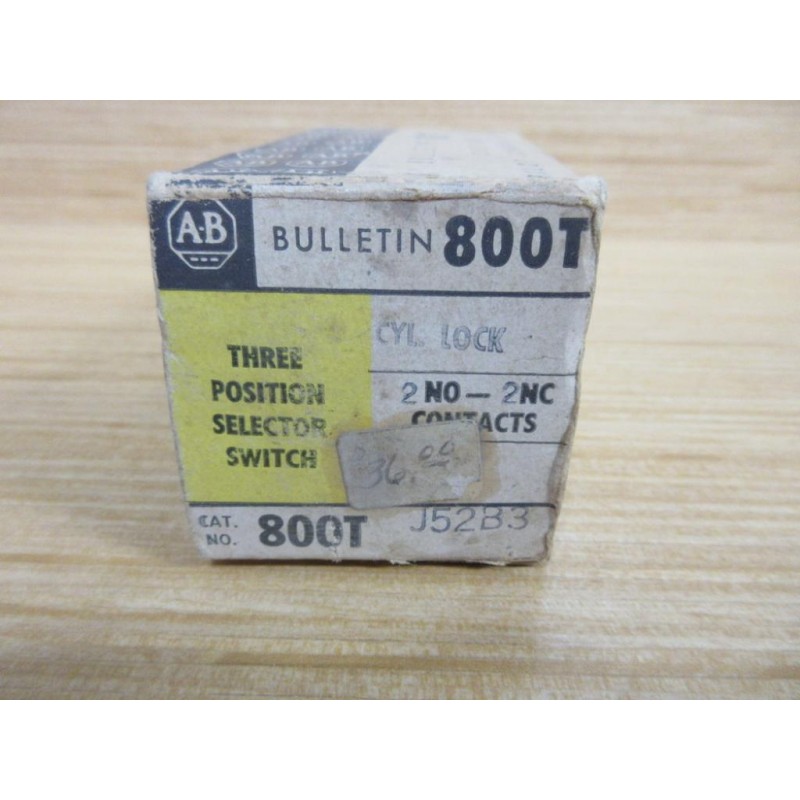 A-B
BULLETIN 800T
THREE
POSITION
SELECTOR
SWITCH
CYL. LOCK
2 NO — 2NC
CONTACTS
36.00
CAT.
NO. 800T J52B3